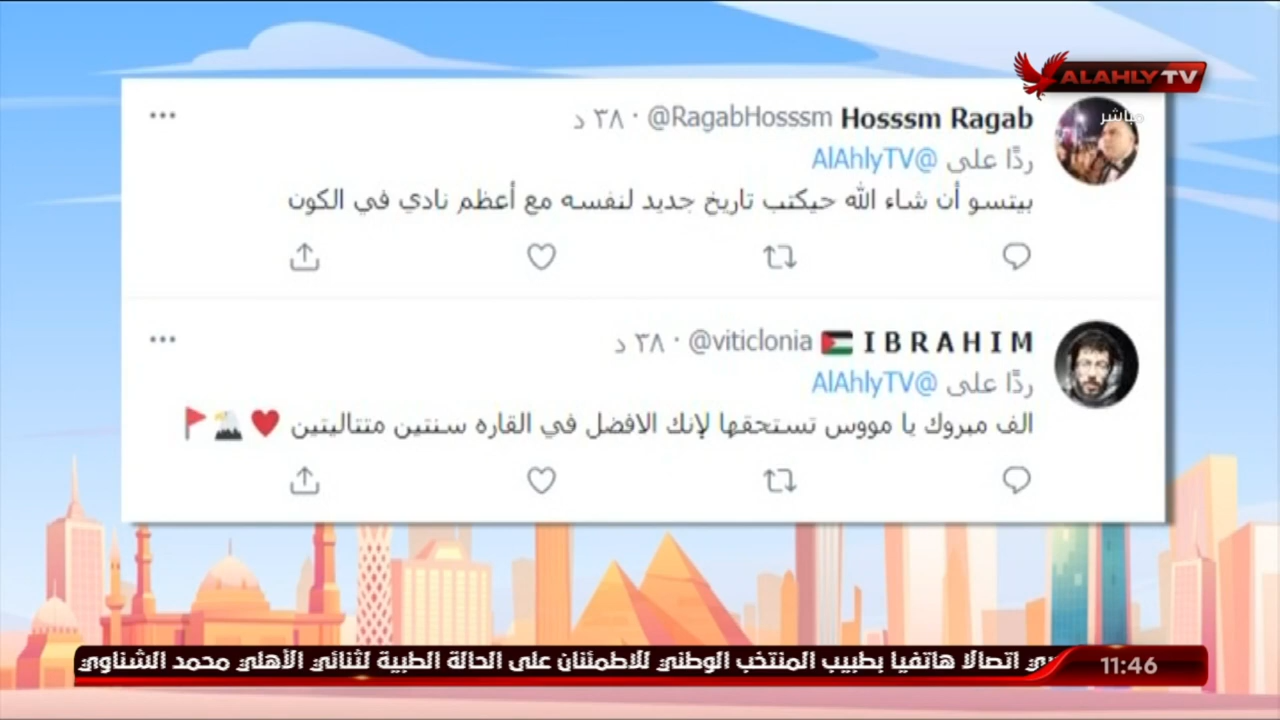 ALAHLY TV
مباشر
Hosssm Ragab @RagabHosssm · ٣٨ د
ردًا على @AlAhlyTV
بيتسو أن شاء الله حيكتب تاريخ جديد لنفسه مع أعظم نادي في الكون
I B R A H I M 🇵🇸 @viticlonia · ٣٨ د
ردًا على @AlAhlyTV
الف مبروك يا مووس تستحقها لإنك الافضل في القاره سنتين متتاليتين ❤️🦅🚩
اتصالا هاتفيا بطبيب المنتخب الوطني للاطمئنان على الحالة الطبية لثنائي الأهلي محمد الشناوي
11:46